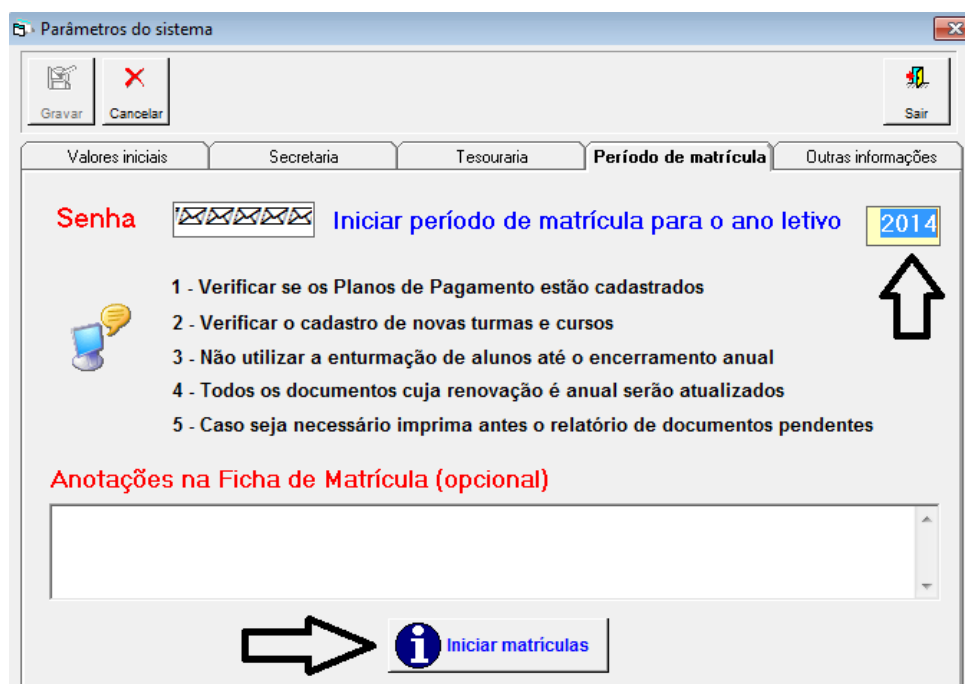 Parâmetros do sistema
Gravar Cancelar Sair
Valores iniciais Secretaria Tesouraria Período de matrícula Outras informações
Senha Iniciar período de matrícula para o ano letivo 2014
1 - Verificar se os Planos de Pagamento estão cadastrados
2 - Verificar o cadastro de novas turmas e cursos
3 - Não utilizar a enturmação de alunos até o encerramento anual
4 - Todos os documentos cuja renovação é anual serão atualizados
5 - Caso seja necessário imprima antes o relatório de documentos pendentes
Anotações na Ficha de Matrícula (opcional)
Iniciar matrículas